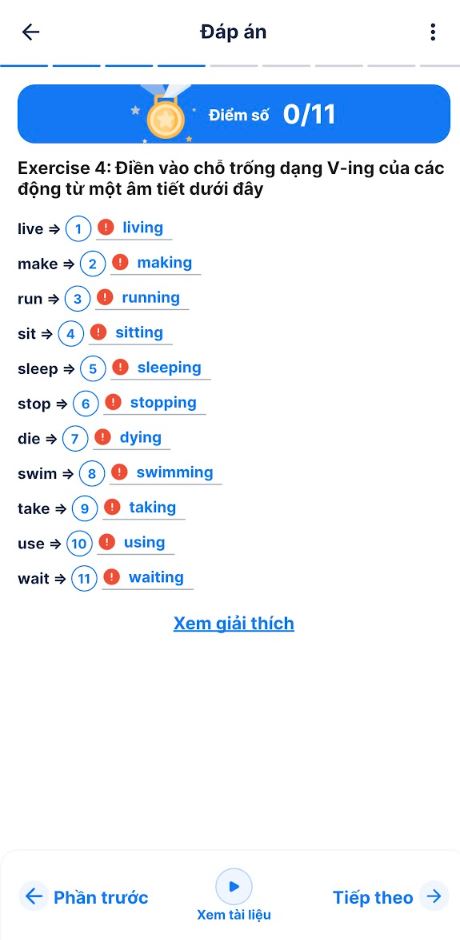 Đáp án
Điểm số 0/11
Exercise 4: Điền vào chỗ trống dạng V-ing của các
động từ một âm tiết dưới đây
live ⇒ 1 ! living
make ⇒ 2 ! making
run ⇒ 3 ! running
sit ⇒ 4 ! sitting
sleep ⇒ 5 ! sleeping
stop ⇒ 6 ! stopping
die ⇒ 7 ! dying
swim ⇒ 8 ! swimming
take ⇒ 9 ! taking
use ⇒ 10 ! using
wait ⇒ 11 ! waiting
Xem giải thích
Phần trước
Xem tài liệu
Tiếp theo